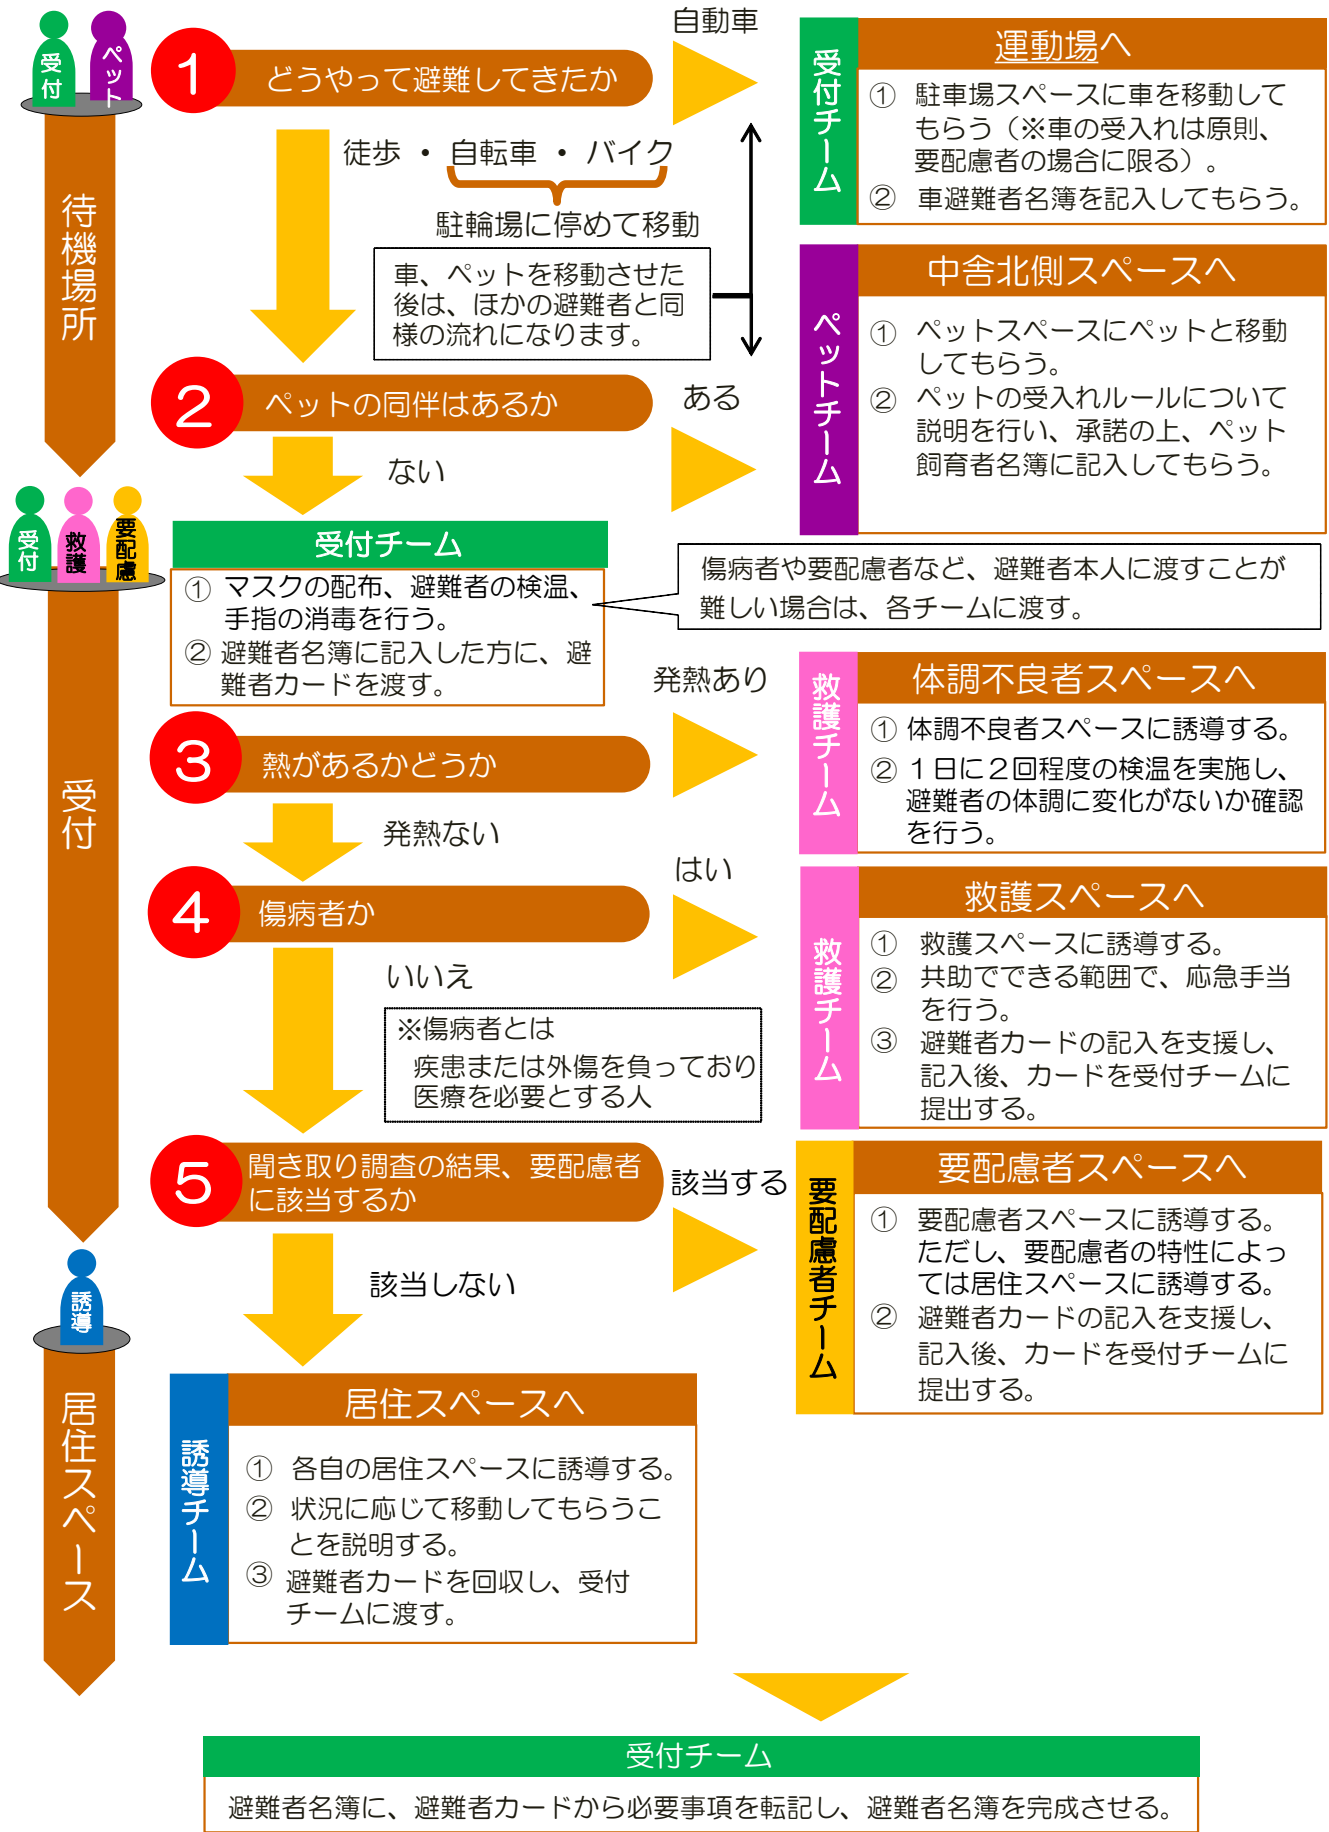 受付
ペット
待機場所
1
どうやって避難してきたか
自動車
徒歩 ・ 自転車 ・ バイク
駐輪場に停めて移動
車、ペットを移動させた
後は、ほかの避難者と同
様の流れになります。
受付チーム
運動場へ
① 駐車場スペースに車を移動して
もらう（※車の受入れは原則、
要配慮者の場合に限る）。
② 車避難者名簿を記入してもらう。
2
ペットの同伴はあるか
ある
ない
ペットチーム
中舎北側スペースへ
① ペットスペースにペットと移動
してもらう。
② ペットの受入れルールについて
説明を行い、承諾の上、ペット
飼育者名簿に記入してもらう。
受付
救護
要配慮
受付
受付チーム
① マスクの配布、避難者の検温、
手指の消毒を行う。
② 避難者名簿に記入した方に、避
難者カードを渡す。
傷病者や要配慮者など、避難者本人に渡すことが
難しい場合は、各チームに渡す。
3
熱があるかどうか
発熱あり
発熱ない
救護チーム
体調不良者スペースへ
① 体調不良者スペースに誘導する。
② １日に２回程度の検温を実施し、
避難者の体調に変化がないか確認
を行う。
4
傷病者か
はい
いいえ
※傷病者とは
疾患または外傷を負っており
医療を必要とする人
救護チーム
救護スペースへ
① 救護スペースに誘導する。
② 共助でできる範囲で、応急手当
を行う。
③ 避難者カードの記入を支援し、
記入後、カードを受付チームに
提出する。
5
聞き取り調査の結果、要配慮者
に該当するか
該当する
該当しない
要配慮者チーム
要配慮者スペースへ
① 要配慮者スペースに誘導する。
ただし、要配慮者の特性によっ
ては居住スペースに誘導する。
② 避難者カードの記入を支援し、
記入後、カードを受付チームに
提出する。
誘導
居住スペース
誘導チーム
居住スペースへ
① 各自の居住スペースに誘導する。
② 状況に応じて移動してもらうこ
とを説明する。
③ 避難者カードを回収し、受付
チームに渡す。
受付チーム
避難者名簿に、避難者カードから必要事項を転記し、避難者名簿を完成させる。